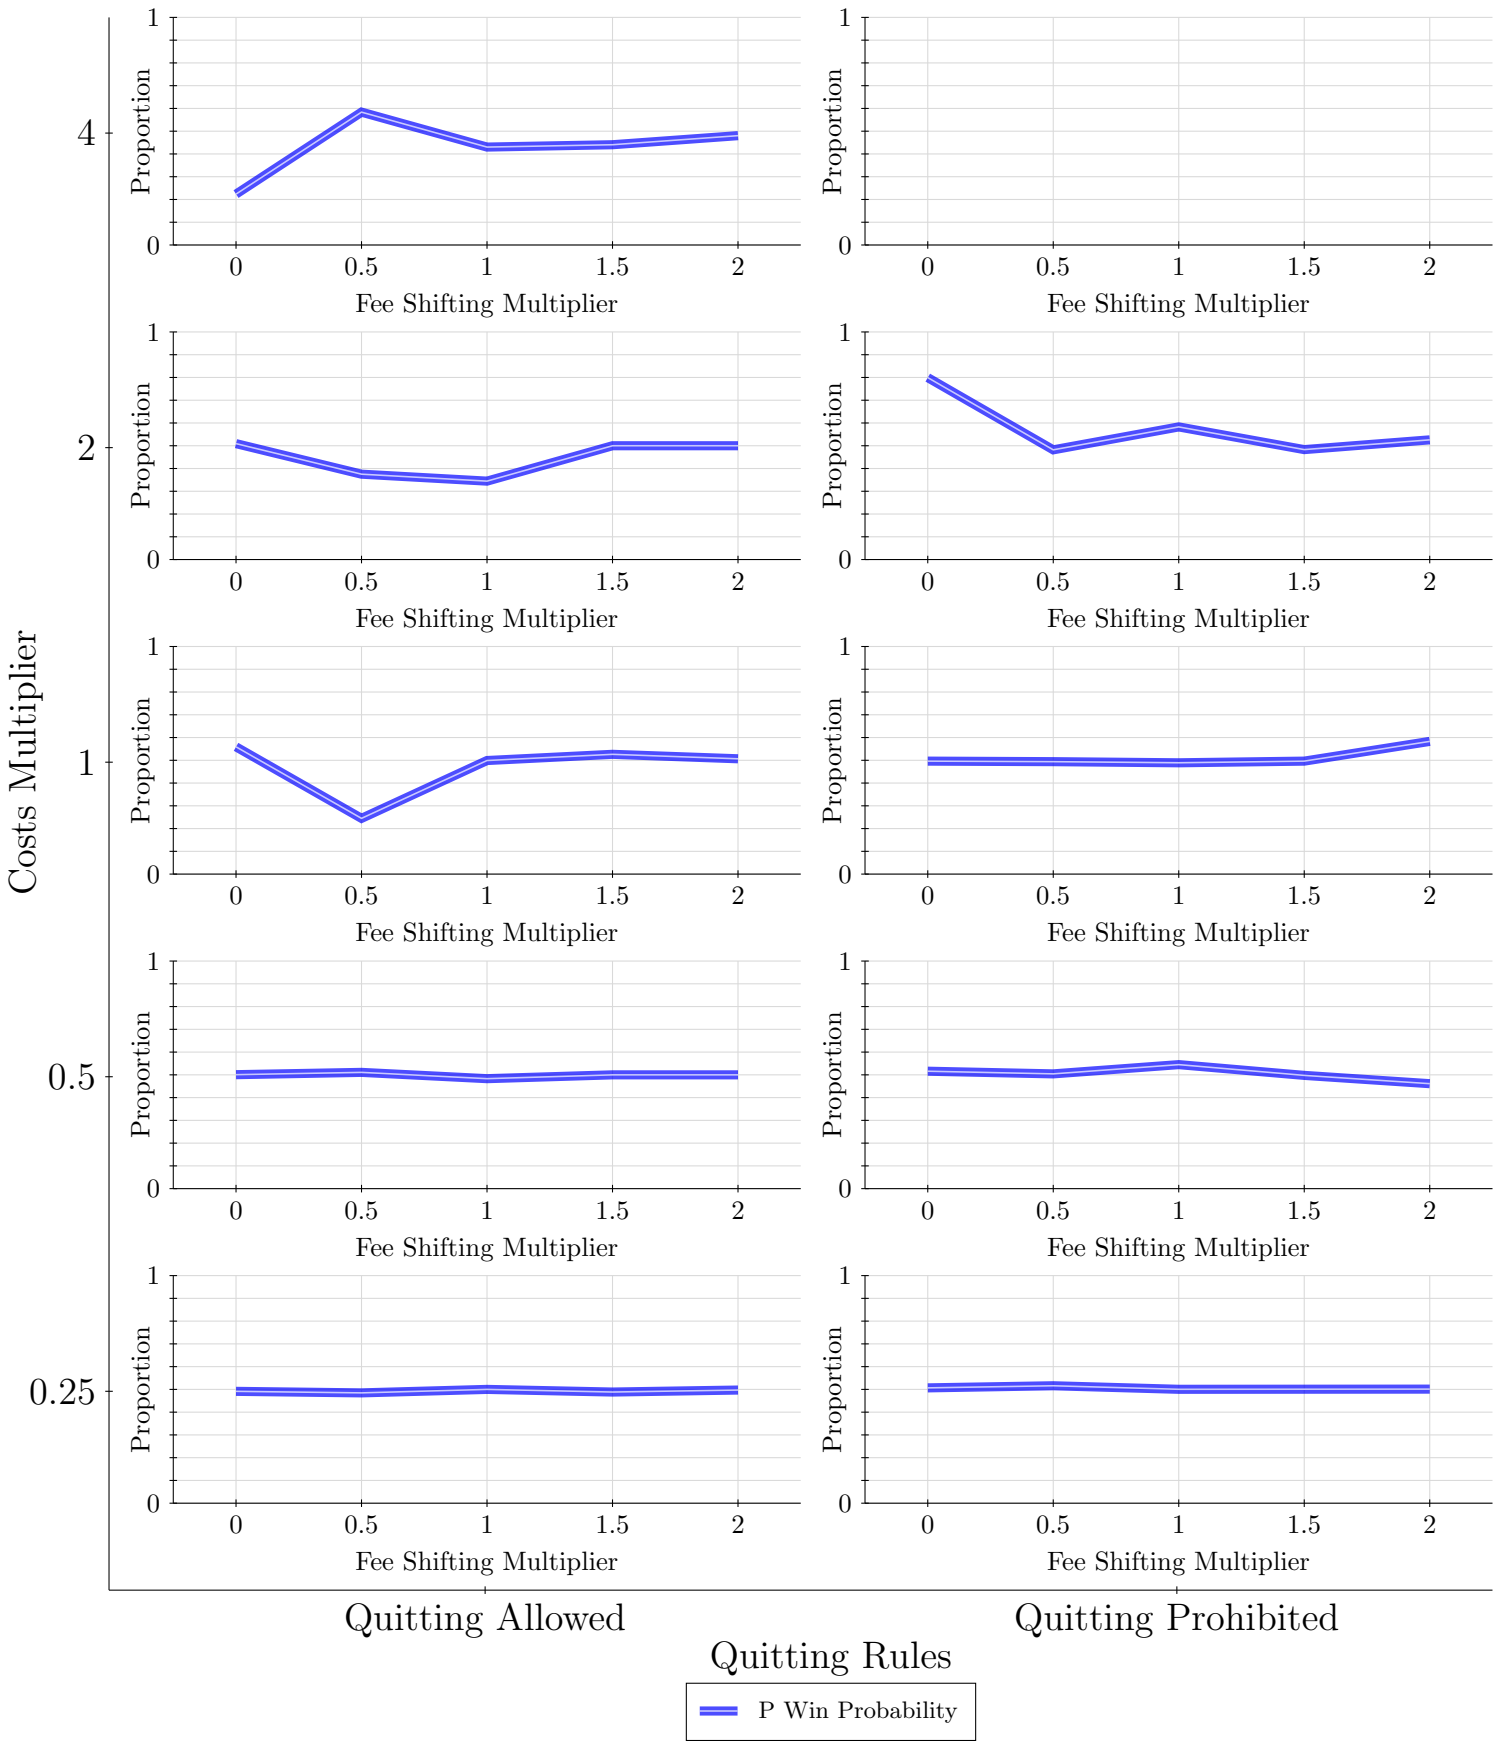 Costs Multiplier
4
1
Proportion
0
0 0.5 1 1.5 2
Fee Shifting Multiplier
1
Proportion
0
0 0.5 1 1.5 2
Fee Shifting Multiplier
2
1
Proportion
0
0 0.5 1 1.5 2
Fee Shifting Multiplier
1
Proportion
0
0 0.5 1 1.5 2
Fee Shifting Multiplier
1
1
Proportion
0
0 0.5 1 1.5 2
Fee Shifting Multiplier
1
Proportion
0
0 0.5 1 1.5 2
Fee Shifting Multiplier
0.5
1
Proportion
0
0 0.5 1 1.5 2
Fee Shifting Multiplier
1
Proportion
0
0 0.5 1 1.5 2
Fee Shifting Multiplier
0.25
1
Proportion
0
0 0.5 1 1.5 2
Fee Shifting Multiplier
1
Proportion
0
0 0.5 1 1.5 2
Fee Shifting Multiplier
Quitting Allowed
Quitting Prohibited
Quitting Rules
P Win Probability